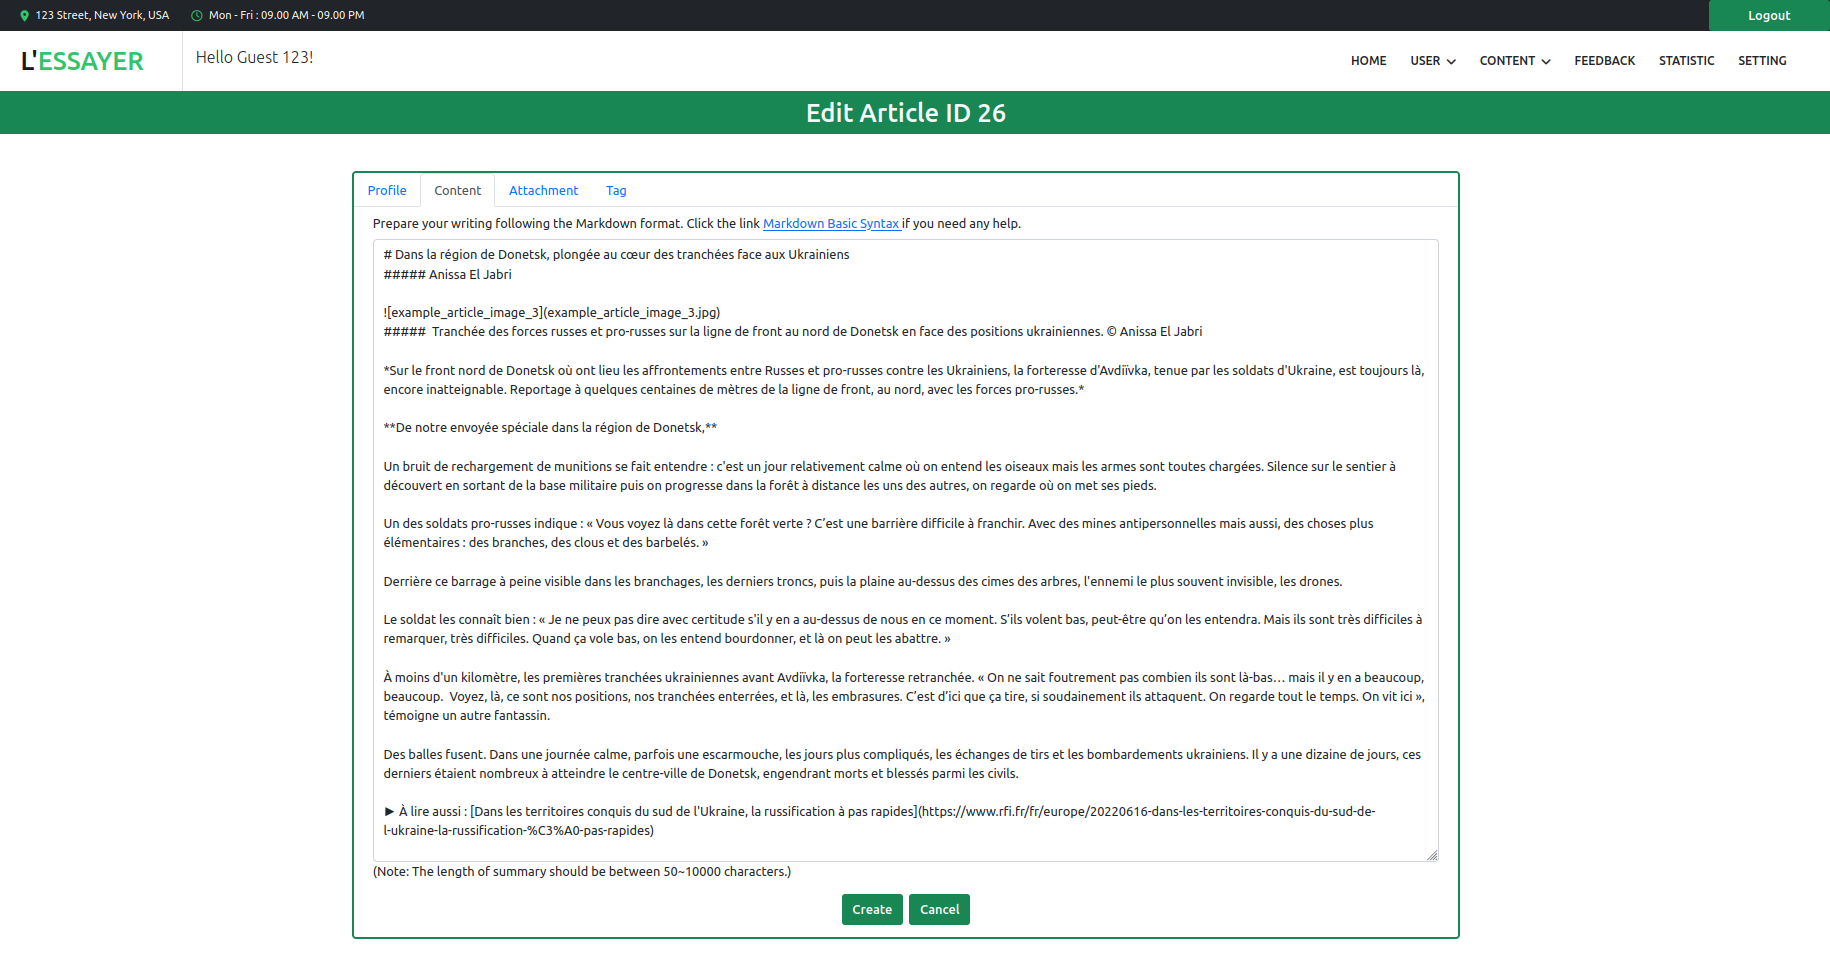 123 Street, New York, USA
Mon - Fri : 09.00 AM - 09.00 PM
Logout
L'ESSAYER
Hello Guest 123!
HOME
USER
CONTENT
FEEDBACK
STATISTIC
SETTING
Edit Article ID 26
Profile
Content
Attachment
Tag
Prepare your writing following the Markdown format. Click the link Markdown Basic Syntax if you need any help.
# Dans la région de Donetsk, plongée au cœur des tranchées face aux Ukrainiens
##### Anissa El Jabri
![example_article_image_3](example_article_image_3.jpg)
##### Tranchée des forces russes et pro-russes sur la ligne de front au nord de Donetsk en face des positions ukrainiennes. © Anissa El Jabri
*Sur le front nord de Donetsk où ont lieu les affrontements entre Russes et pro-russes contre les Ukrainiens, la forteresse d'Avdiïvka, tenue par les soldats d'Ukraine, est toujours là,
encore inatteignable. Reportage à quelques centaines de mètres de la ligne de front, au nord, avec les forces pro-russes.*
**De notre envoyée spéciale dans la région de Donetsk,**
Un bruit de rechargement de munitions se fait entendre : c'est un jour relativement calme où on entend les oiseaux mais les armes sont toutes chargées. Silence sur le sentier à
découvert en sortant de la base militaire puis on progresse dans la forêt à distance les uns des autres, on regarde où on met ses pieds.
Un des soldats pro-russes indique : « Vous voyez là dans cette forêt verte ? C’est une barrière difficile à franchir. Avec des mines antipersonnelles mais aussi, des choses plus
élémentaires : des branches, des clous et des barbelés. »
Derrière ce barrage à peine visible dans les branchages, les derniers troncs, puis la plaine au-dessus des cimes des arbres, l'ennemi le plus souvent invisible, les drones.
Le soldat les connaît bien : « Je ne peux pas dire avec certitude s'il y en a au-dessus de nous en ce moment. S’ils volent bas, peut-être qu’on les entendra. Mais ils sont très difficiles à
remarquer, très difficiles. Quand ça vole bas, on les entend bourdonner, et là on peut les abattre. »
À moins d'un kilomètre, les premières tranchées ukrainiennes avant Avdiïvka, la forteresse retranchée. « On ne sait foutrement pas combien ils sont là-bas… mais il y en a beaucoup,
beaucoup. Voyez, là, ce sont nos positions, nos tranchées enterrées, et là, les embrasures. C’est d’ici que ça tire, si soudainement ils attaquent. On regarde tout le temps. On vit ici »,
témoigne un autre fantassin.
Des balles fusent. Dans une journée calme, parfois une escarmouche, les jours plus compliqués, les échanges de tirs et les bombardements ukrainiens. Il y a une dizaine de jours, ces
derniers étaient nombreux à atteindre le centre-ville de Donetsk, engendrant morts et blessés parmi les civils.
► À lire aussi : [Dans les territoires conquis du sud de l'Ukraine, la russification à pas rapides](https://www.rfi.fr/fr/europe/20220616-dans-les-territoires-conquis-du-sud-de-
l-ukraine-la-russification-%C3%A0-pas-rapides)
(Note: The length of summary should be between 50~10000 characters.)
Create
Cancel